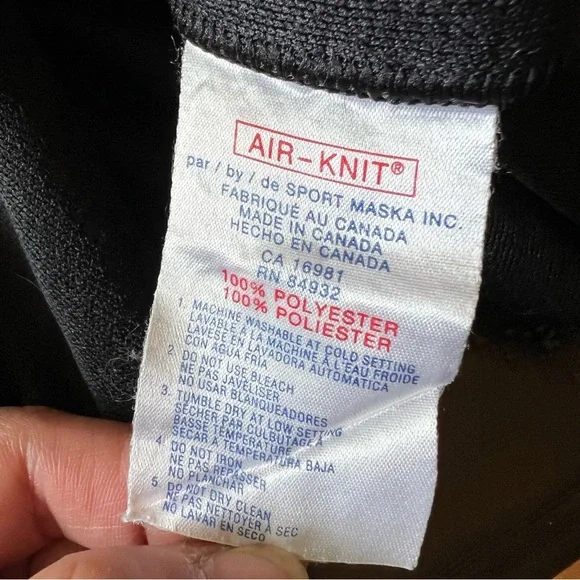 AIR-KNIT®
par / by / de SPORT MASKA INC.
FABRIQUÉ AU CANADA
MADE IN CANADA
HECHO EN CANADA
CA 16981
RN 84932
100% POLYESTER
100% POLIESTER
1. MACHINE WASHABLE AT COLD SETTING
LAVABLE À LA MACHINE À L'EAU FROIDE
LAVESE EN LAVADORA AUTOMATICA
CON AGUA FRIA
2. DO NOT USE BLEACH
NE PAS JAVELISER
NO USAR BLANQUEADORES
3. TUMBLE DRY AT LOW SETTING
SÉCHER PAR CULBUTAGE À
BASSE TEMPÉRATURE
SECAR A TEMPERATURA BAJA
4. DO NOT IRON
NE PAS REPASSER
NO PLANCHAR
5. DO NOT DRY CLEAN
NE PAS NETTOYER À SEC
NO LAVAR EN SECO